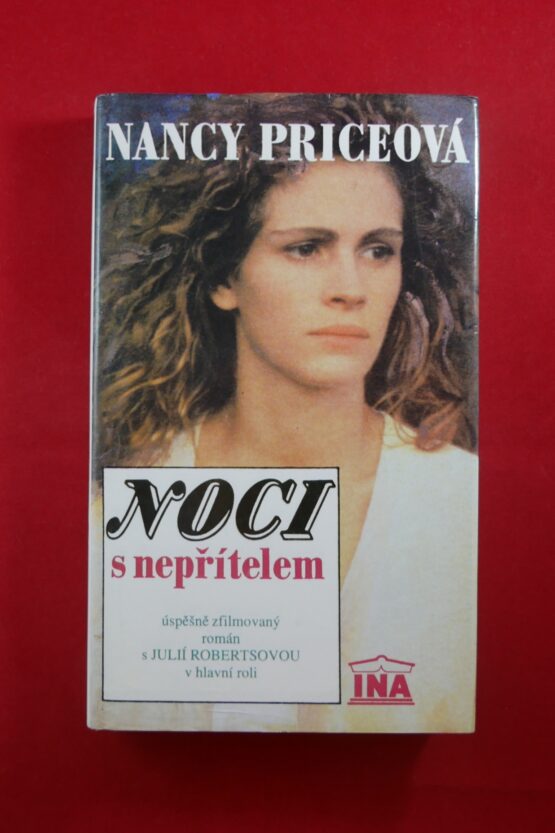 NANCY PRICEOVÁ
NOCI
s nepřítelem
úspěšně zfilmovaný
román
s JULIÍ ROBERTSOVOU
v hlavní roli
INA